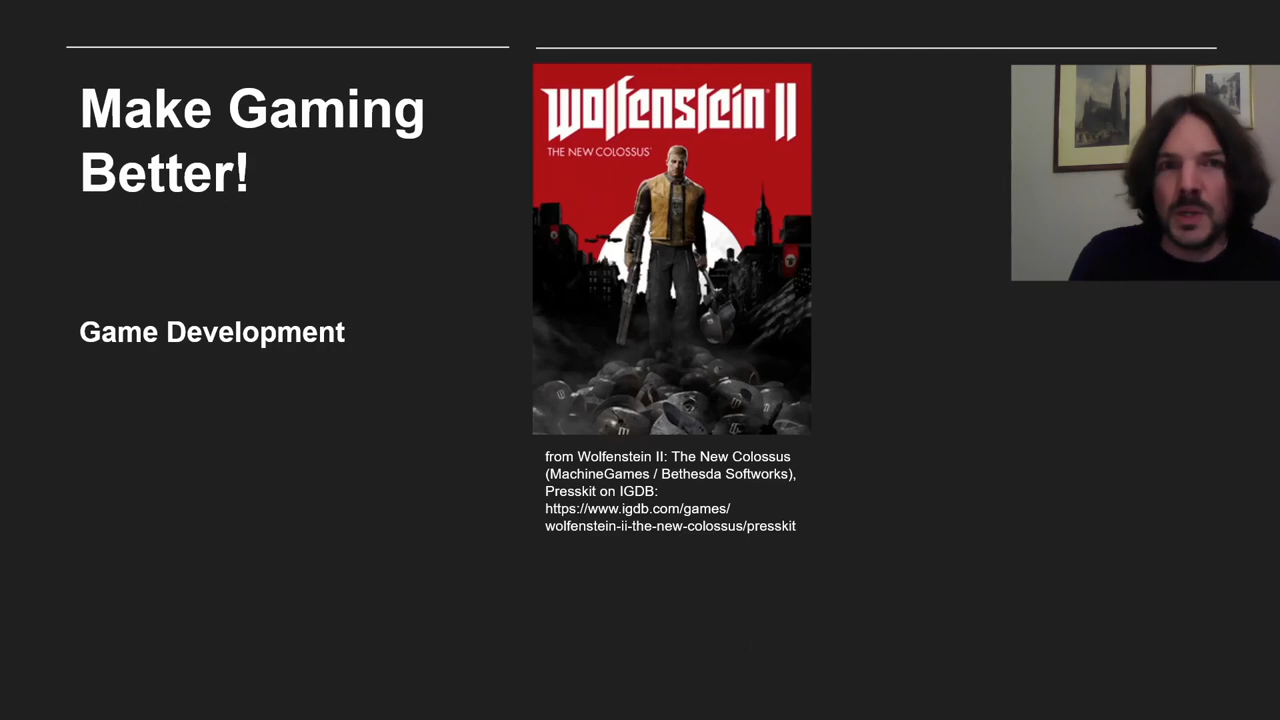 Make Gaming
Better!
Game Development
Wolfenstein II
THE NEW COLOSSUS
from Wolfenstein II: The New Colossus
(MachineGames / Bethesda Softworks),
Presskit on IGDB:
https://www.igdb.com/games/
wolfenstein-ii-the-new-colossus/presskit